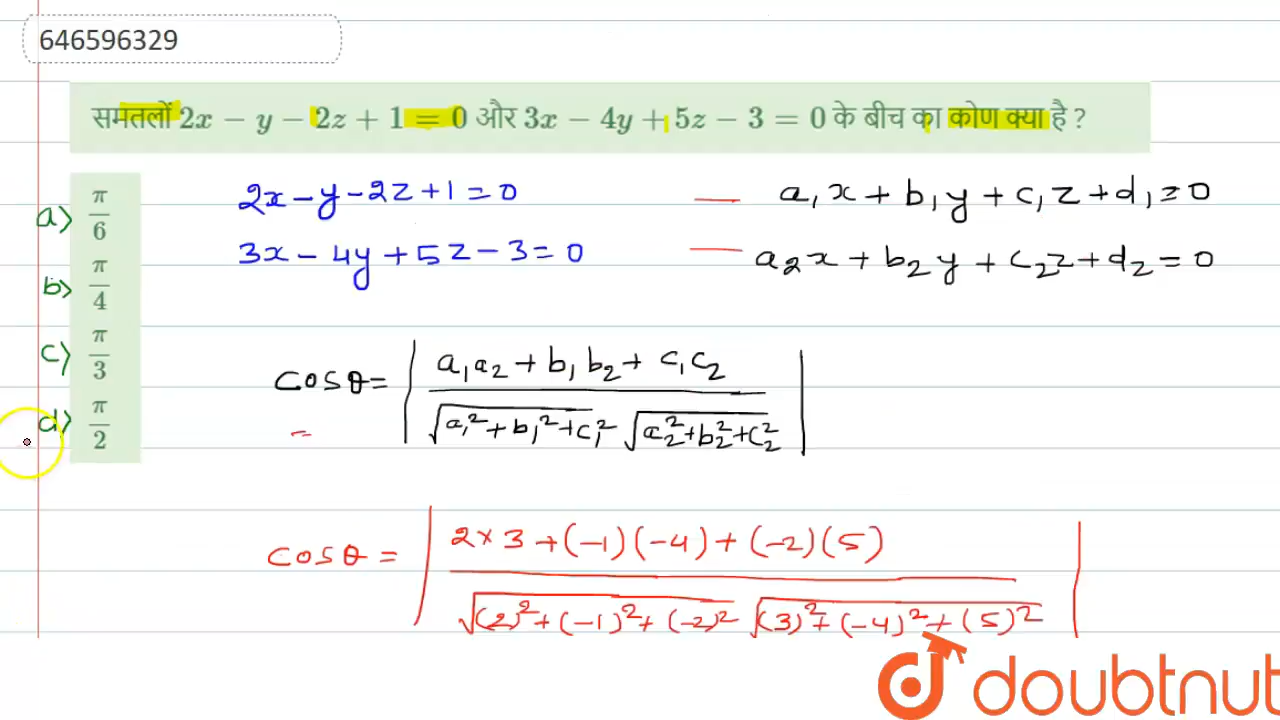 646596329
समतलों 2x − y − 2z + 1 = 0 और 3x − 4y + 5z − 3 = 0 के बीच का कोण क्या है ?
a) π/6
b) π/4
c) π/3
d) π/2
2x − y − 2z + 1 = 0 — a₁x + b₁y + c₁z + d₁ = 0
3x − 4y + 5z − 3 = 0 — a₂x + b₂y + c₂z + d₂ = 0
cosθ = | (a₁a₂ + b₁b₂ + c₁c₂) / (√(a₁² + b₁² + c₁²) √(a₂² + b₂² + c₂²)) |
=
cosθ = | (2×3 + (−1)(−4) + (−2)(5)) / (√((2)² + (−1)² + (−2)²) √((3)² + (−4)² + (5)²)) |
doubtnut